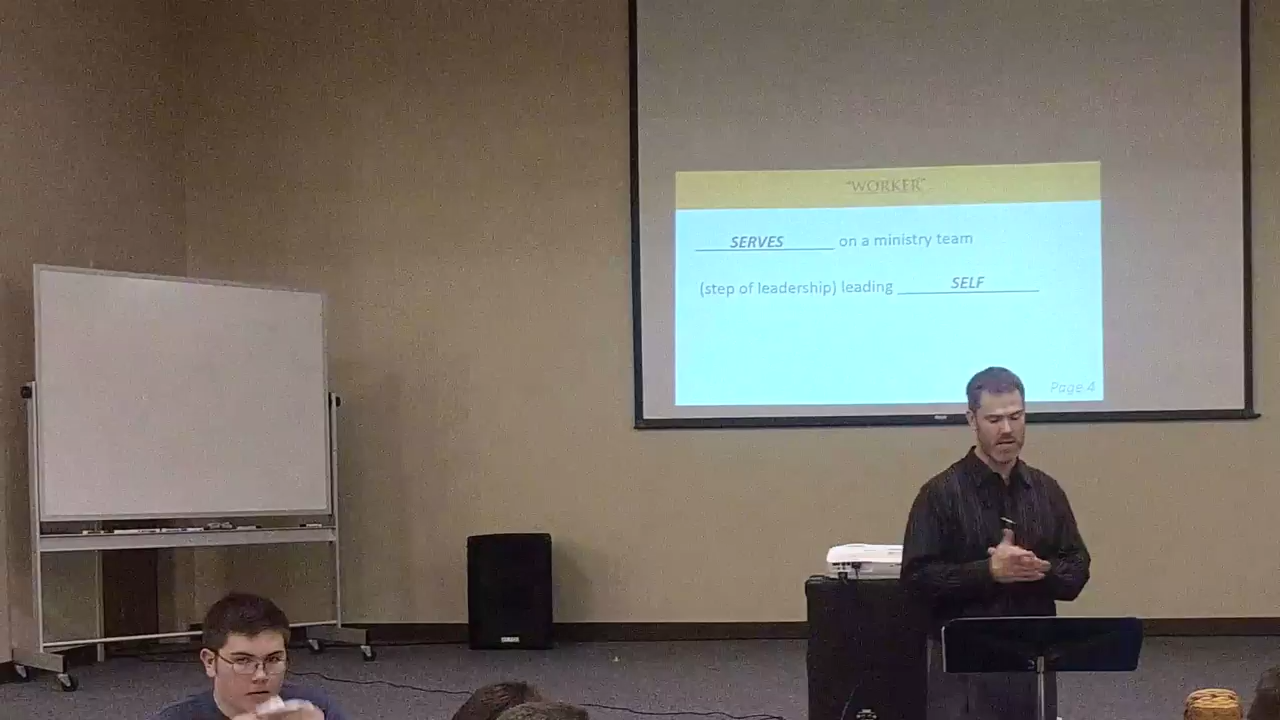 "WORKER"
SERVES on a ministry team
(step of leadership) leading SELF
Page 4